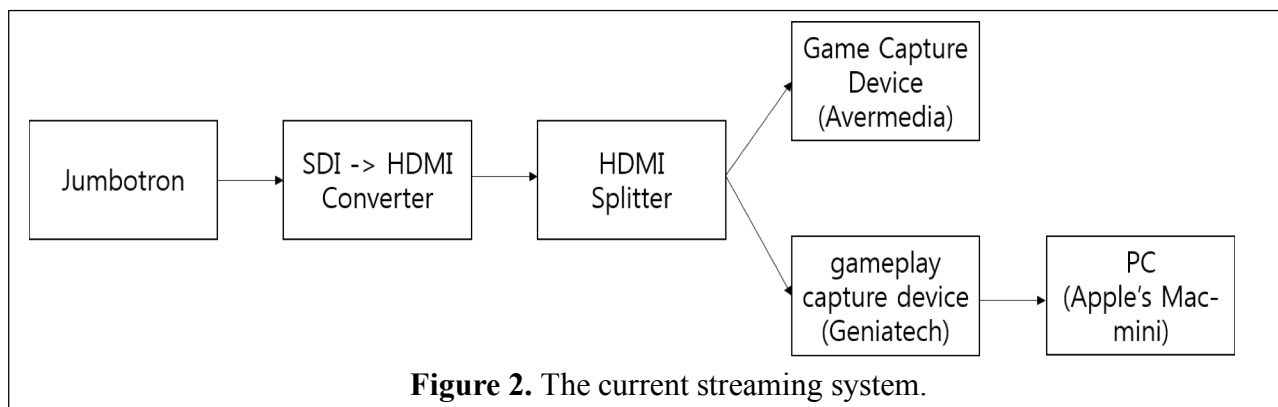 Jumbotron
SDI -> HDMI
Converter
HDMI
Splitter
Game Capture
Device
(Avermedia)
gameplay
capture device
(Geniatech)
PC
(Apple's Mac-
mini)
Figure 2. The current streaming system.